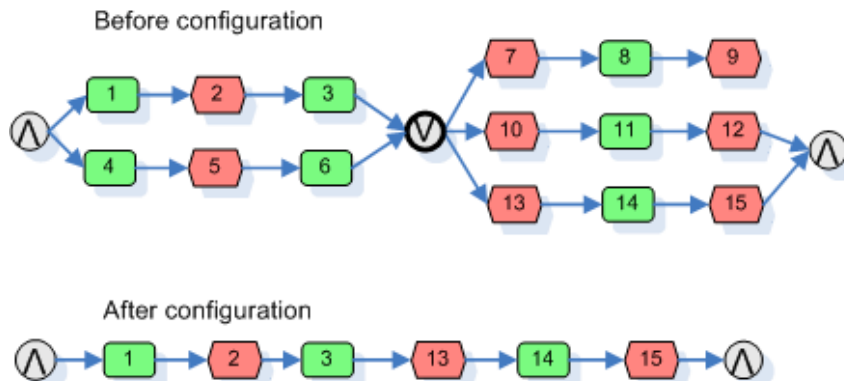 Before configuration
7 8 9
1 2 3
Λ V 10 11 12 Λ
4 5 6
13 14 15
After configuration
Λ 1 2 3 13 14 15 Λ